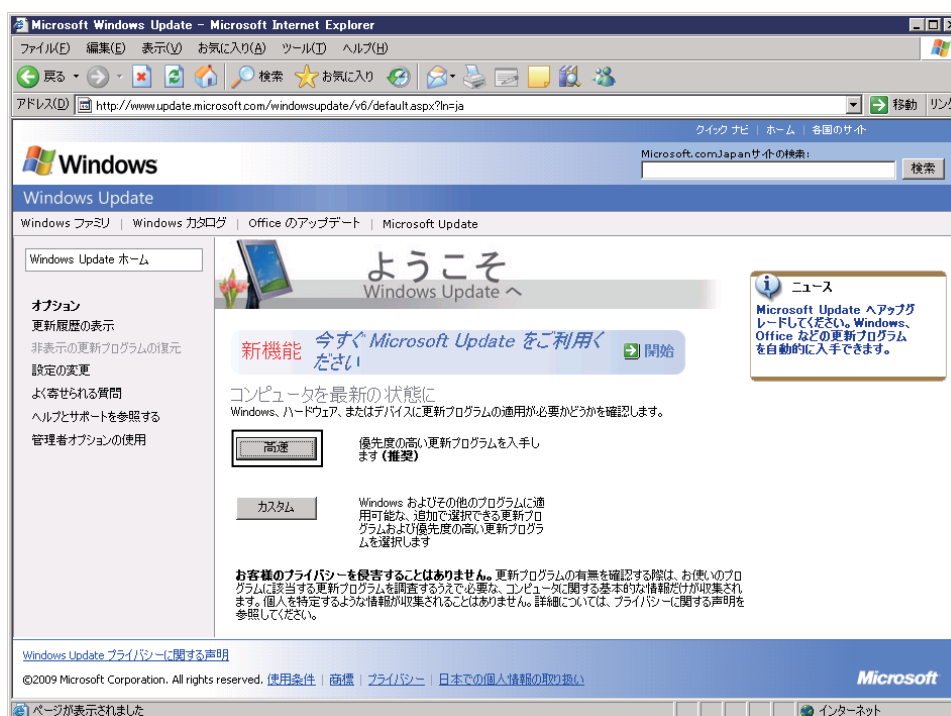 Microsoft Windows Update - Microsoft Internet Explorer
ファイル(F) 編集(E) 表示(V) お気に入り(A) ツール(T) ヘルプ(H)
戻る 検索 お気に入り
アドレス(D) http://www.update.microsoft.com/windowsupdate/v6/default.aspx?ln=ja 移動 リンク
クイック ナビ | ホーム | 各国のサイト
Windows
Microsoft.comJapanサイトの検索:
検索
Windows Update
Windows ファミリ | Windows カタログ | Office のアップデート | Microsoft Update
Windows Update ホーム
オプション
更新履歴の表示
非表示の更新プログラムの復元
設定の変更
よく寄せられる質問
ヘルプとサポートを参照する
管理者オプションの使用
ようこそ
Windows Update へ
新機能
今すぐ Microsoft Update をご利用く
ださい
開始
コンピュータを最新の状態に
Windows、ハードウェア、またはデバイスに更新プログラムの適用が必要かどうかを確認します。
高速
優先度の高い更新プログラムを入手し
ます (推奨)
カスタム
Windows およびその他のプログラムに適
用可能な、追加で選択できる更新プロ
グラムおよび優先度の高い更新プログラ
ムを選択します
お客様のプライバシーを侵害することはありません。更新プログラムの有無を確認する際は、お使いのプロ
グラムに該当する更新プログラムを調査するうえで必要な、コンピュータに関する基本的な情報だけが収集され
ます。個人を特定するような情報が収集されることはありません。詳細については、プライバシーに関する声明を
参照してください。
ニュース
Microsoft Update へアップグ
レードしてください。Windows、
Office などの更新プログラム
を自動的に入手できます。
Windows Update プライバシーに関する声明
©2009 Microsoft Corporation. All rights reserved. 使用条件 | 商標 | プライバシー | 日本での個人情報の取り扱い
Microsoft
ページが表示されました
インターネット